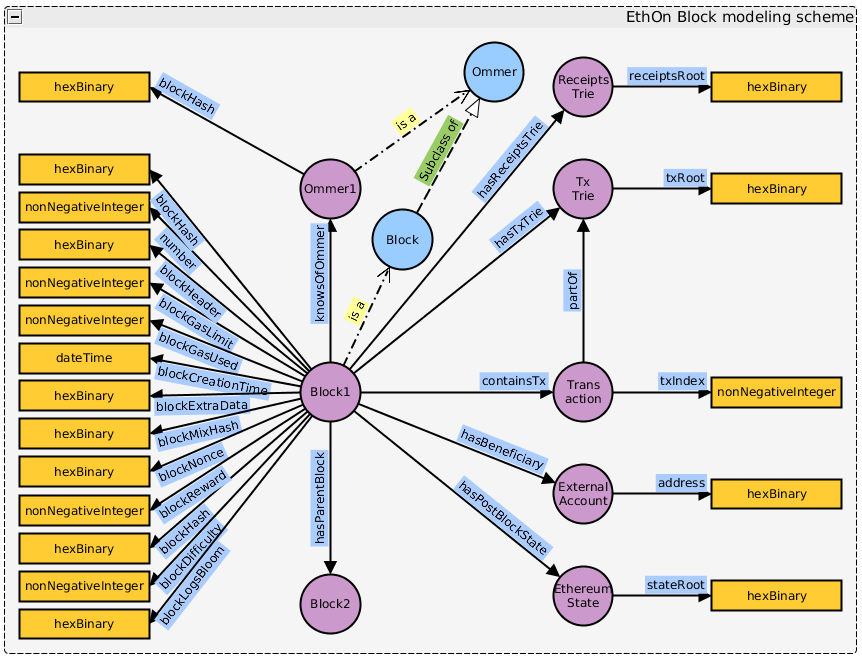 EthOn Block modeling scheme
hexBinary
blockHash
Ommer
is a
Subclass of
Receipts
Trie
receiptsRoot
hexBinary
hasReceiptsTrie
Ommer1
Block
Tx
Trie
txRoot
hexBinary
hasTxTrie
knowsOfOmmer
is a
partOf
hexBinary
nonNegativeInteger
hexBinary
nonNegativeInteger
nonNegativeInteger
dateTime
hexBinary
hexBinary
hexBinary
nonNegativeInteger
hexBinary
nonNegativeInteger
hexBinary
blockHash
number
blockHeader
blockGasLimit
blockGasUsed
blockCreationTime
blockExtraData
blockMixHash
blockNonce
blockReward
blockHash
blockDifficulty
blockLogsBloom
Block1
containsTx
Trans
action
txIndex
nonNegativeInteger
hasBeneficiary
External
Account
address
hexBinary
hasPostBlockState
Ethereum
State
stateRoot
hexBinary
hasParentBlock
Block2